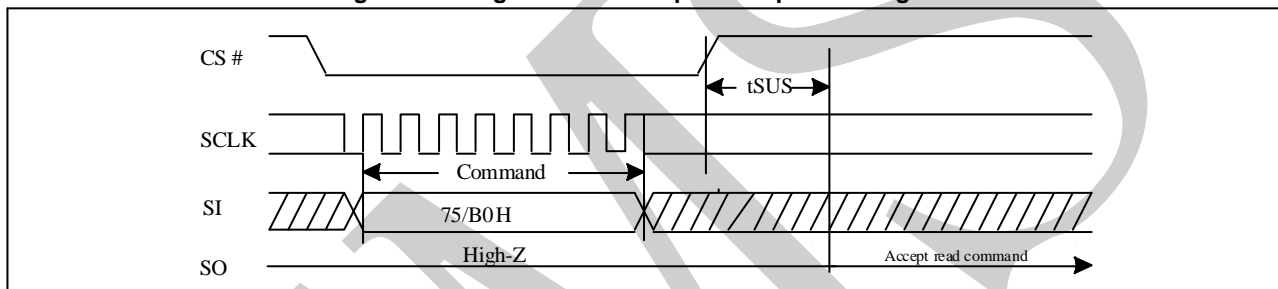 CS #
tSUS
SCLK
Command
SI
75/B0H
High-Z
SO
Accept read command